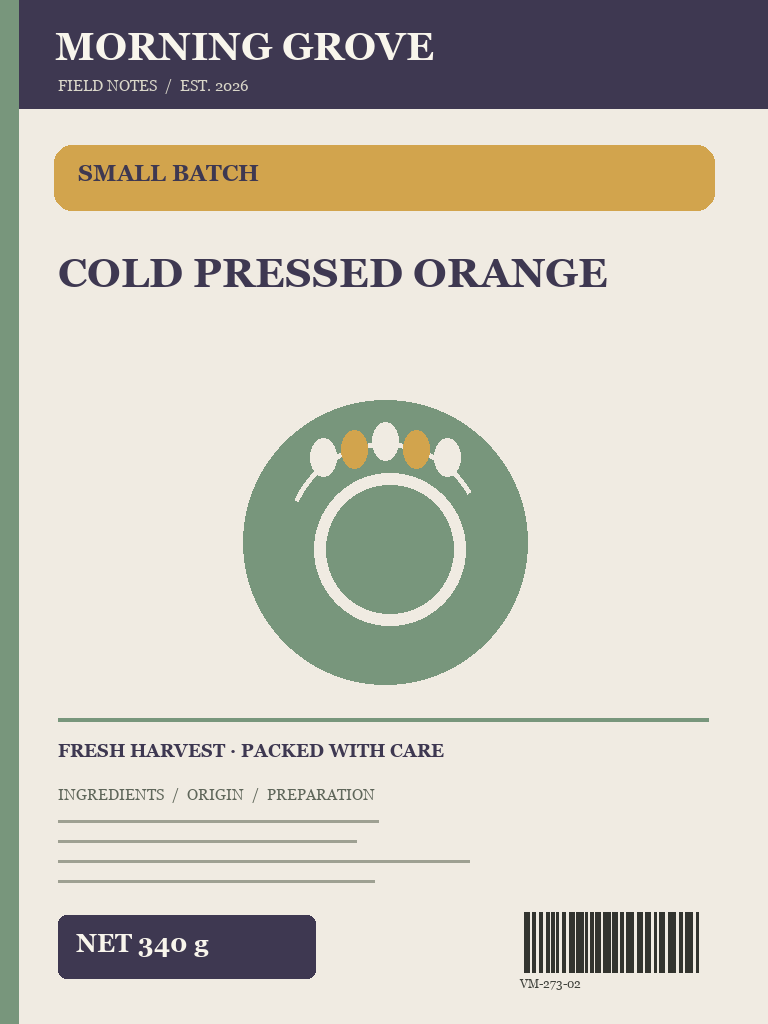 MORNING GROVE
FIELD NOTES / EST. 2026
SMALL BATCH
COLD PRESSED ORANGE
FRESH HARVEST · PACKED WITH CARE
INGREDIENTS / ORIGIN / PREPARATION
NET 340 g
VM-273-02